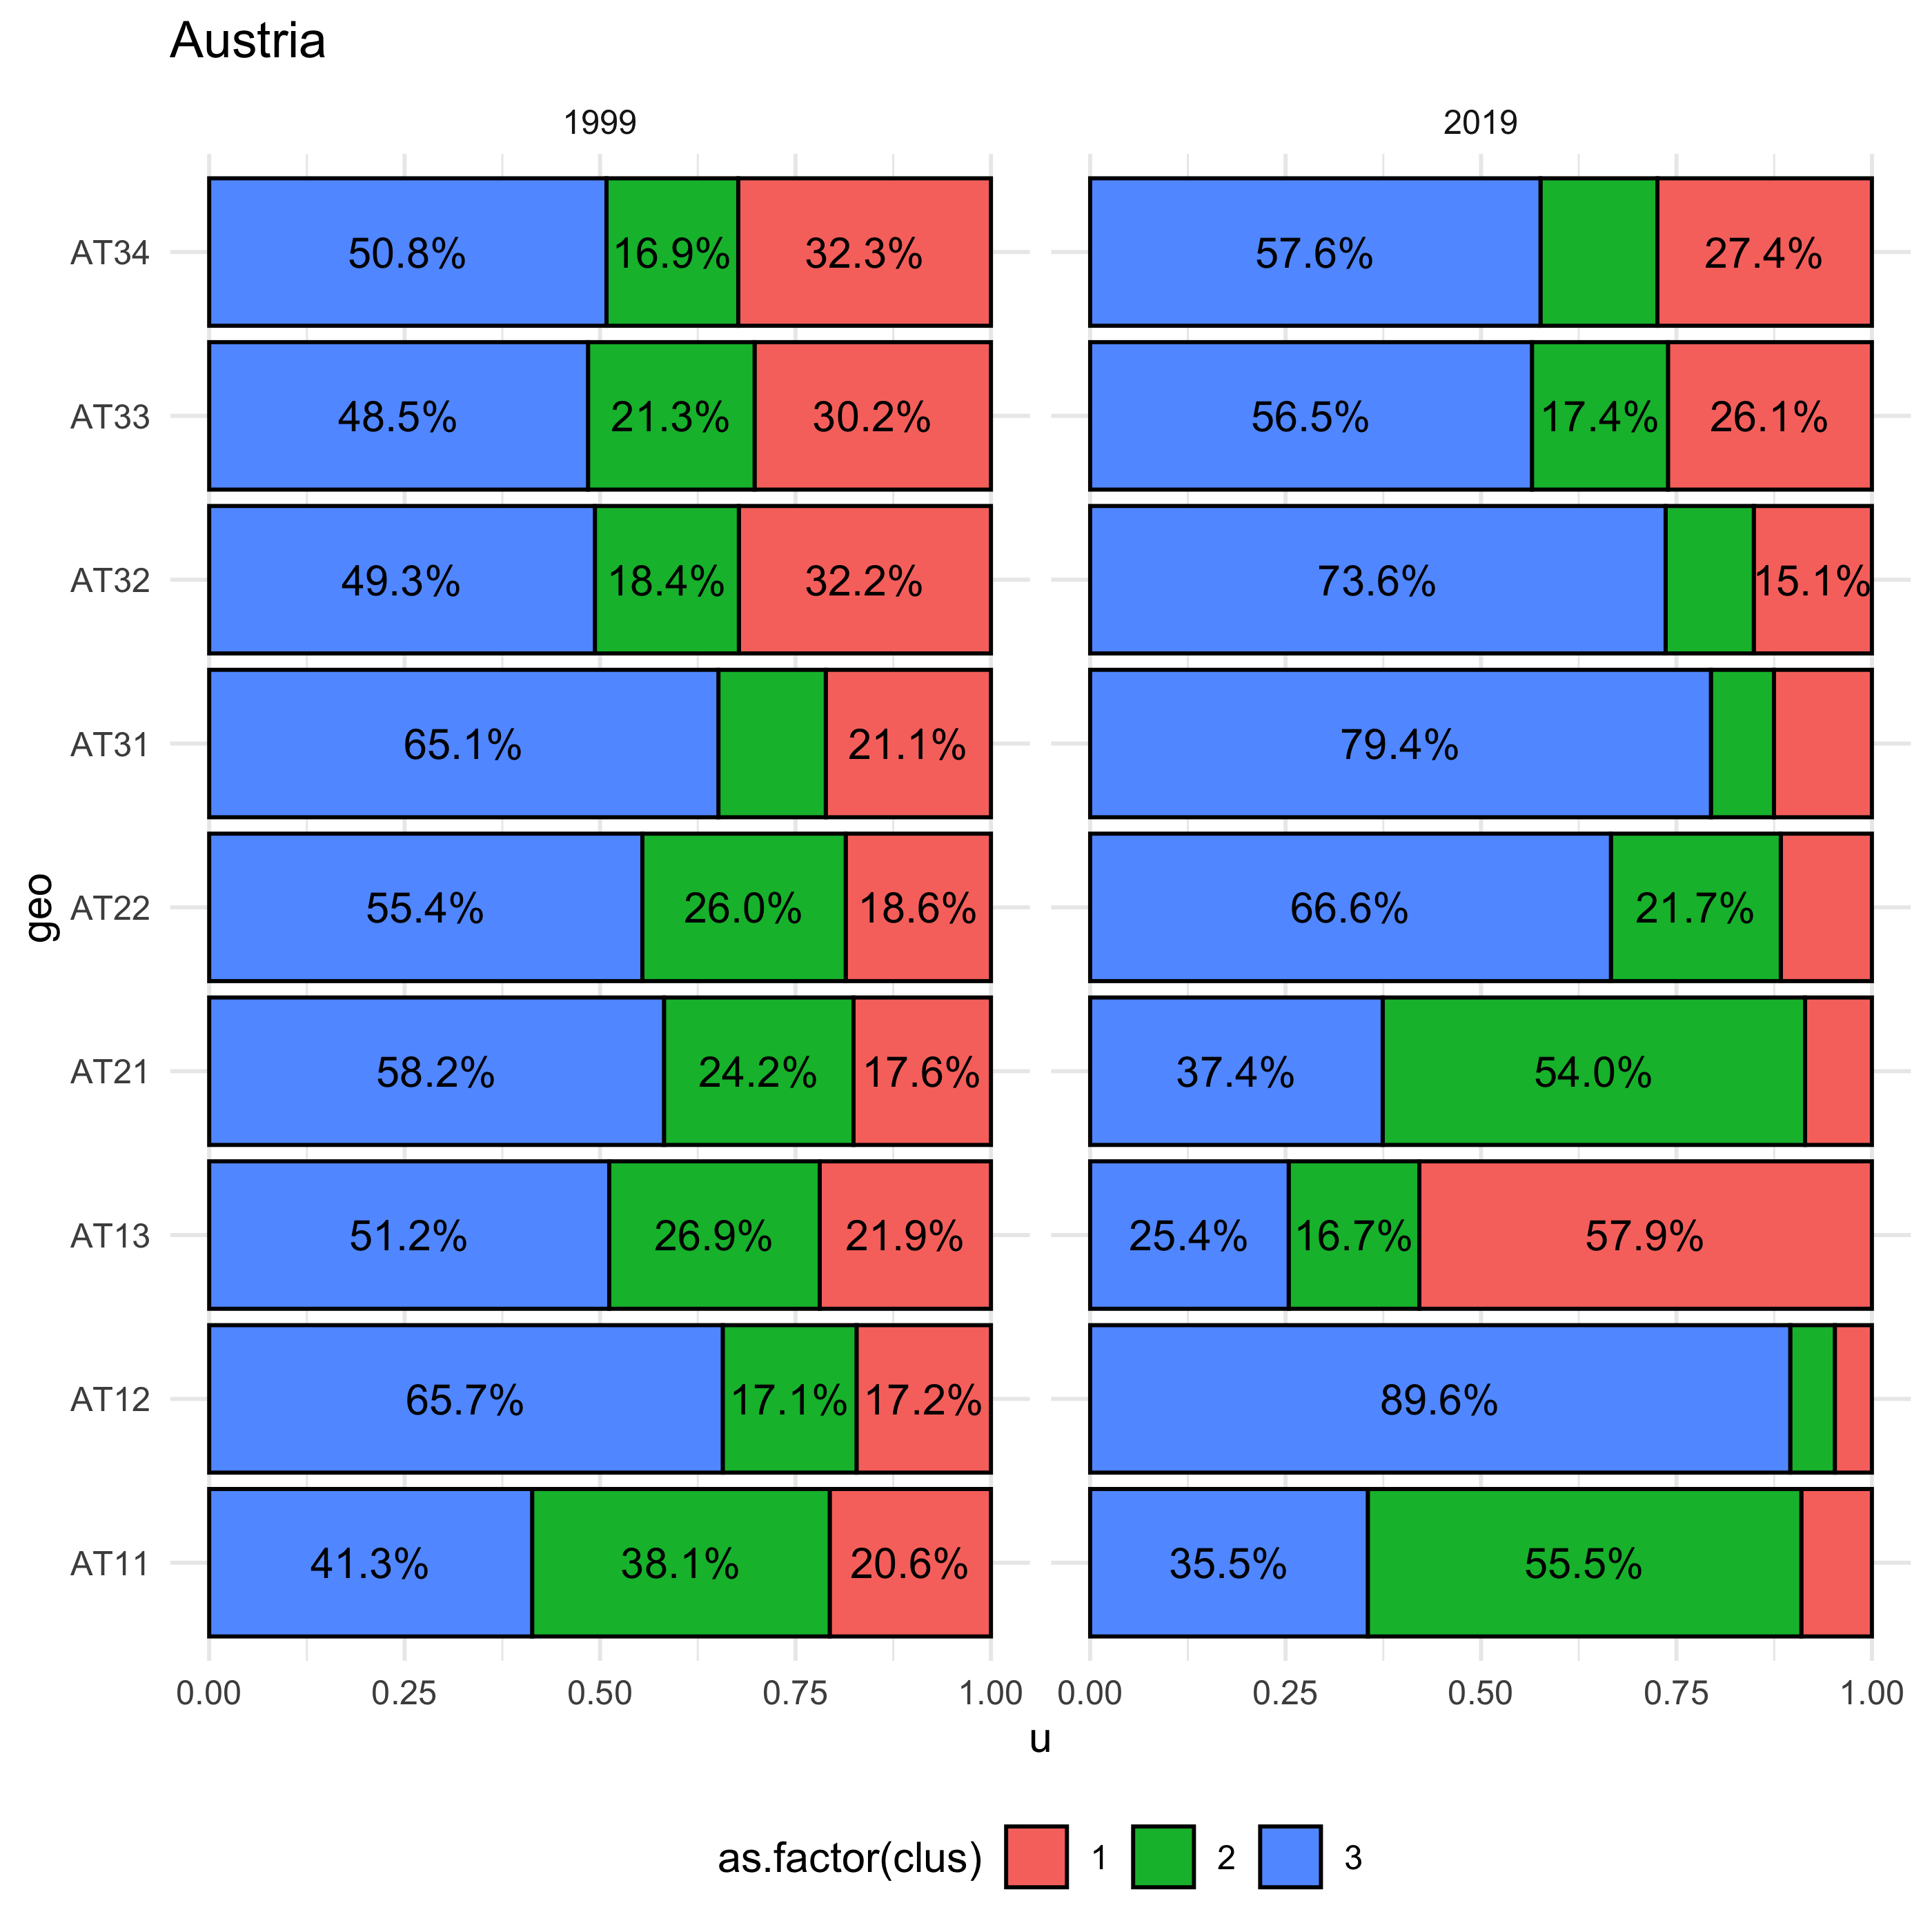 Austria
1999 2019
AT34 50.8% 16.9% 32.3% 57.6% 27.4%
AT33 48.5% 21.3% 30.2% 56.5% 17.4% 26.1%
AT32 49.3% 18.4% 32.2% 73.6% 15.1%
AT31 65.1% 21.1% 79.4%
AT22 55.4% 26.0% 18.6% 66.6% 21.7%
geo
AT21 58.2% 24.2% 17.6% 37.4% 54.0%
AT13 51.2% 26.9% 21.9% 25.4% 16.7% 57.9%
AT12 65.7% 17.1% 17.2% 89.6%
AT11 41.3% 38.1% 20.6% 35.5% 55.5%
0.00 0.25 0.50 0.75 1.00 0.00 0.25 0.50 0.75 1.00
u
as.factor(clus) 1 2 3